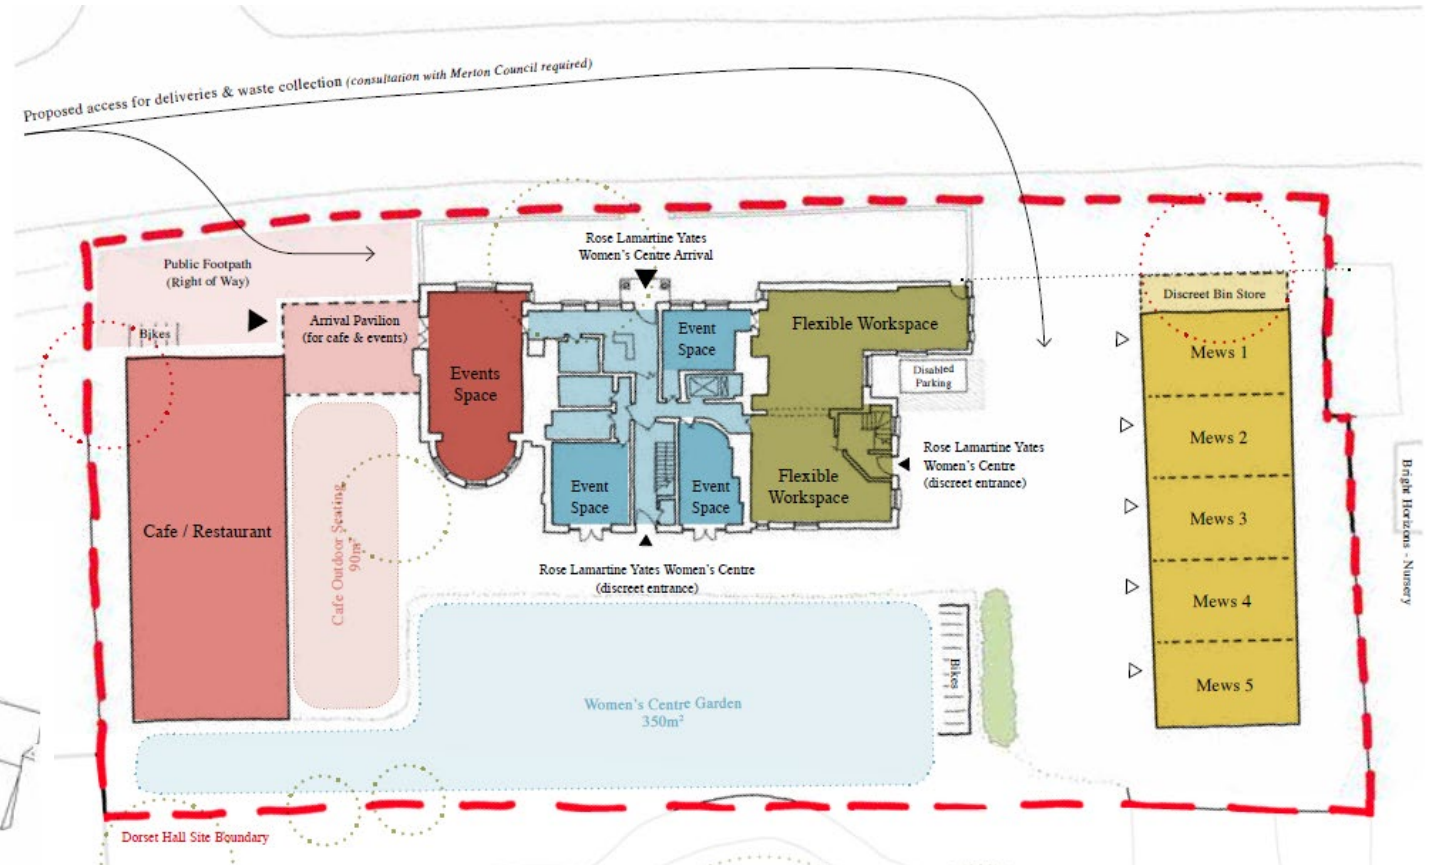 Proposed access for deliveries & waste collection (consultation with Merton Council required)
Public Footpath
(Right of Way)
Bikes
Arrival Pavilion
(for cafe & events)
Rose Lamartine Yates
Women's Centre Arrival
Events
Space
Event
Space
Flexible Workspace
Disabled
Parking
Discreet Bin Store
Mews 1
Mews 2
Mews 3
Mews 4
Mews 5
Cafe / Restaurant
Cafe Outdoor Seating
90m²
Event
Space
Event
Space
Flexible
Workspace
Rose Lamartine Yates
Women's Centre
(discreet entrance)
Rose Lamartine Yates Women's Centre
(discreet entrance)
Women's Centre Garden
350m²
Bikes
Bright Horizons - Nursery
Dorset Hall Site Boundary